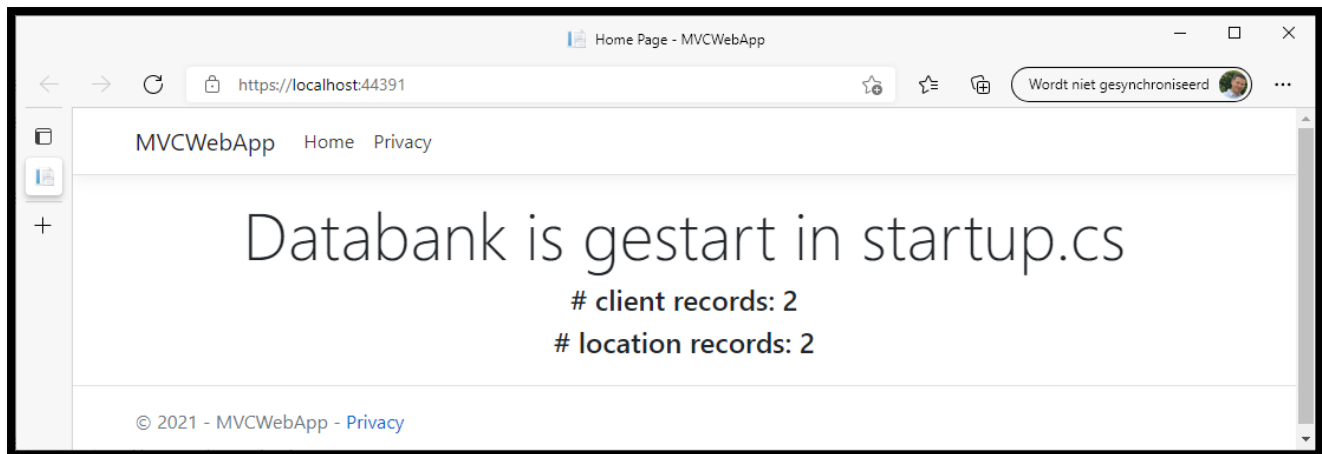 Home Page - MVCWebApp
https://localhost:44391
Wordt niet gesynchroniseerd
MVCWebApp Home Privacy
Databank is gestart in startup.cs
# client records: 2
# location records: 2
© 2021 - MVCWebApp - Privacy